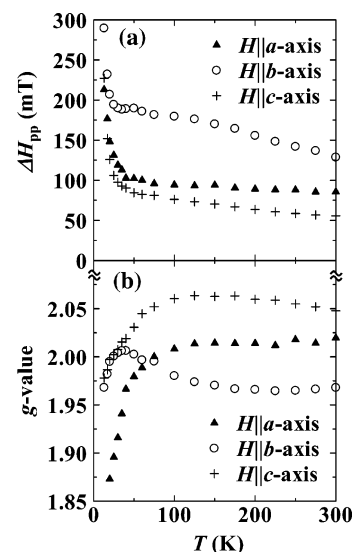 300
250
200
150
100
50
0
ΔH_pp (mT)
(a)
▲ H||a-axis
○ H||b-axis
+ H||c-axis
(b)
2.05
2.00
1.95
1.90
1.85
g-value
▲ H||a-axis
○ H||b-axis
+ H||c-axis
0 100 200 300
T (K)